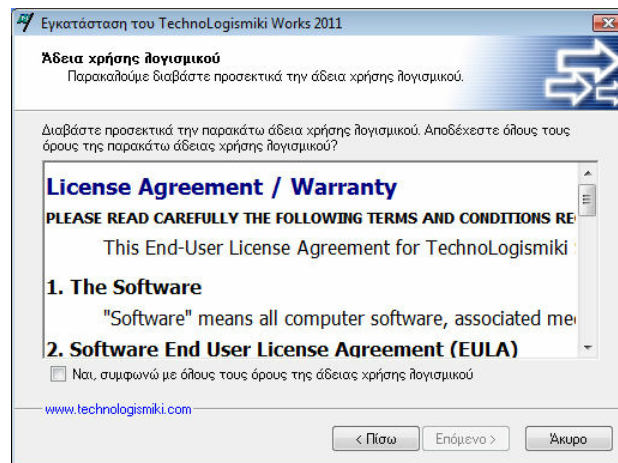 Εγκατάσταση του TechnoLogismiki Works 2011
Άδεια χρήσης λογισμικού
Παρακαλούμε διαβάστε προσεκτικά την άδεια χρήσης λογισμικού.
Διαβάστε προσεκτικά την παρακάτω άδεια χρήσης λογισμικού. Αποδέχεστε όλους τους
όρους της παρακάτω άδειας χρήσης λογισμικού?
License Agreement / Warranty
PLEASE READ CAREFULLY THE FOLLOWING TERMS AND CONDITIONS
This End-User License Agreement for TechnoLogismiki
1. The Software
"Software" means all computer software, associated
2. Software End User License Agreement (EULA)
Ναι, συμφωνώ με όλους τους όρους της άδειας χρήσης λογισμικού
www.technologismiki.com
< Πίσω Επόμενο > Άκυρο